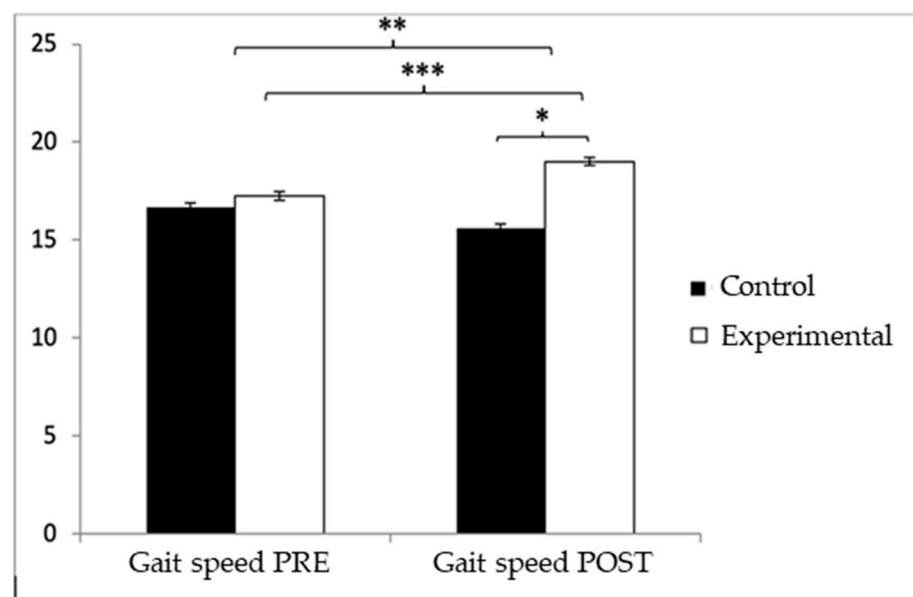 25
**
***
*
20
15
10
5
0
Control
Experimental
Gait speed PRE
Gait speed POST